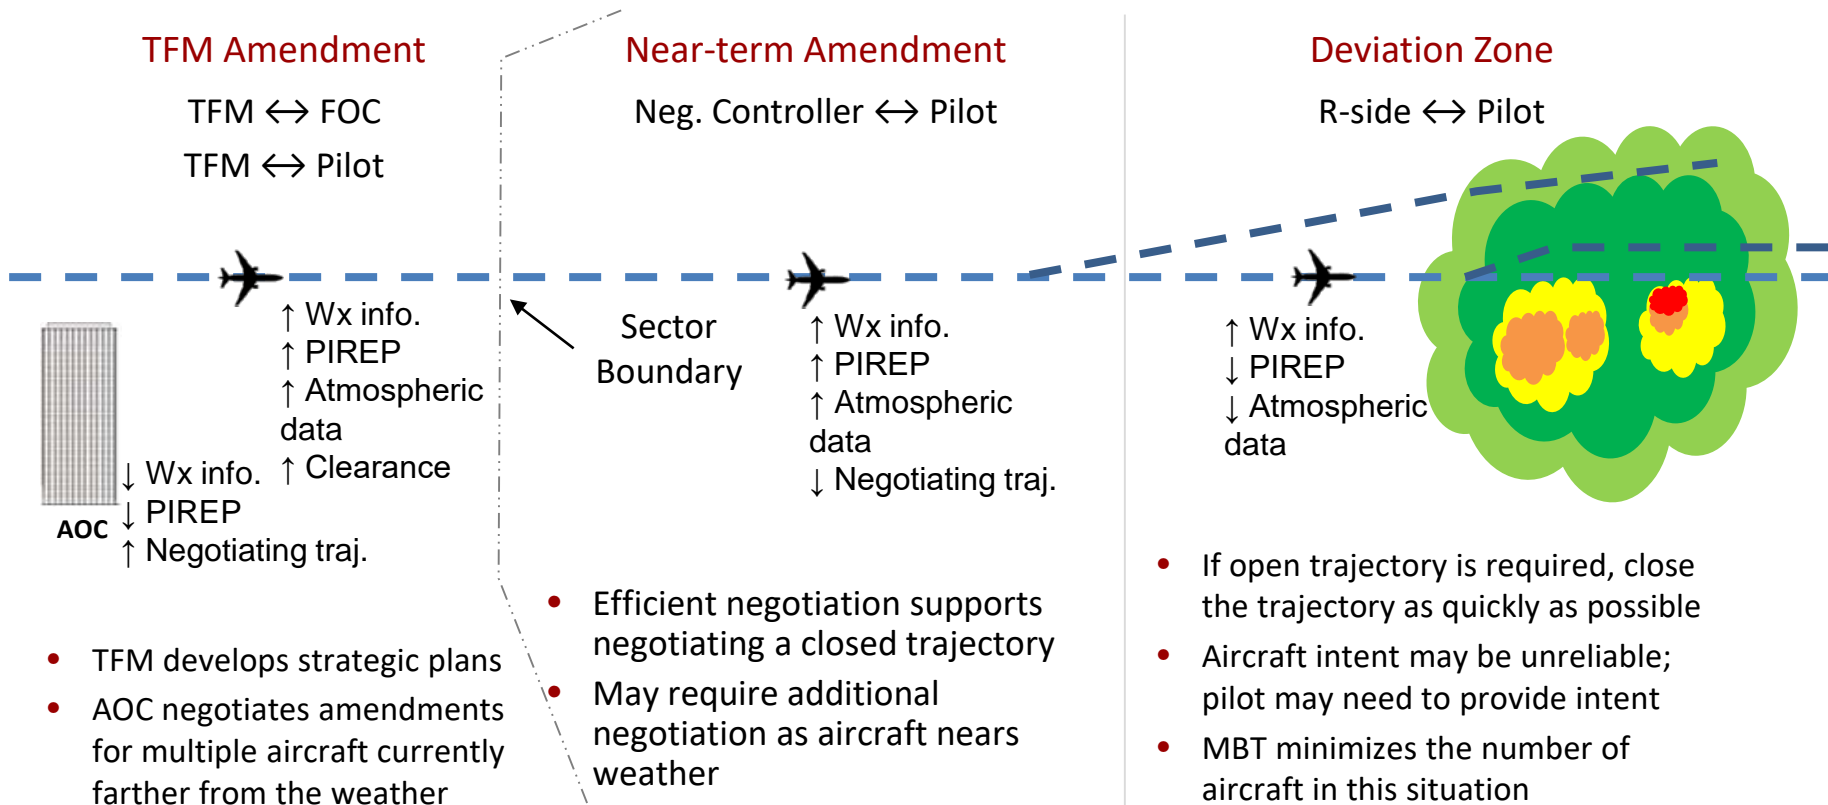 TFM Amendment
TFM ↔ FOC
TFM ↔ Pilot
↑ Wx info.
↑ PIREP
↑ Atmospheric
data
↑ Clearance
↓ Wx info.
↓ PIREP
↑ Negotiating traj.
AOC
• TFM develops strategic plans
• AOC negotiates amendments
for multiple aircraft currently
farther from the weather
Near-term Amendment
Neg. Controller ↔ Pilot
Sector
Boundary
↑ Wx info.
↑ PIREP
↑ Atmospheric
data
↓ Negotiating traj.
• Efficient negotiation supports
negotiating a closed trajectory
• May require additional
negotiation as aircraft nears
weather
Deviation Zone
R-side ↔ Pilot
↑ Wx info.
↓ PIREP
↓ Atmospheric
data
• If open trajectory is required, close
the trajectory as quickly as possible
• Aircraft intent may be unreliable;
pilot may need to provide intent
• MBT minimizes the number of
aircraft in this situation